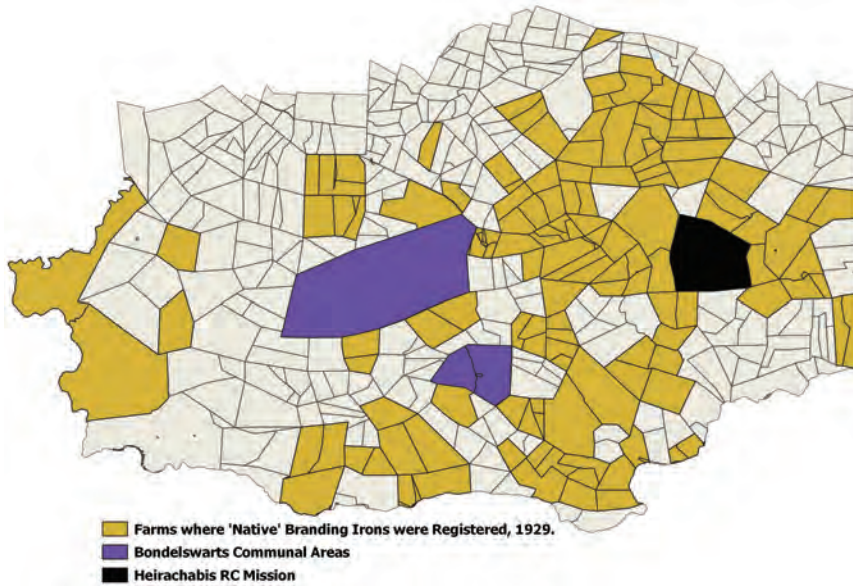 Farms where 'Native' Branding Irons were Registered, 1929.
Bondelswarts Communal Areas
Heirachabis RC Mission